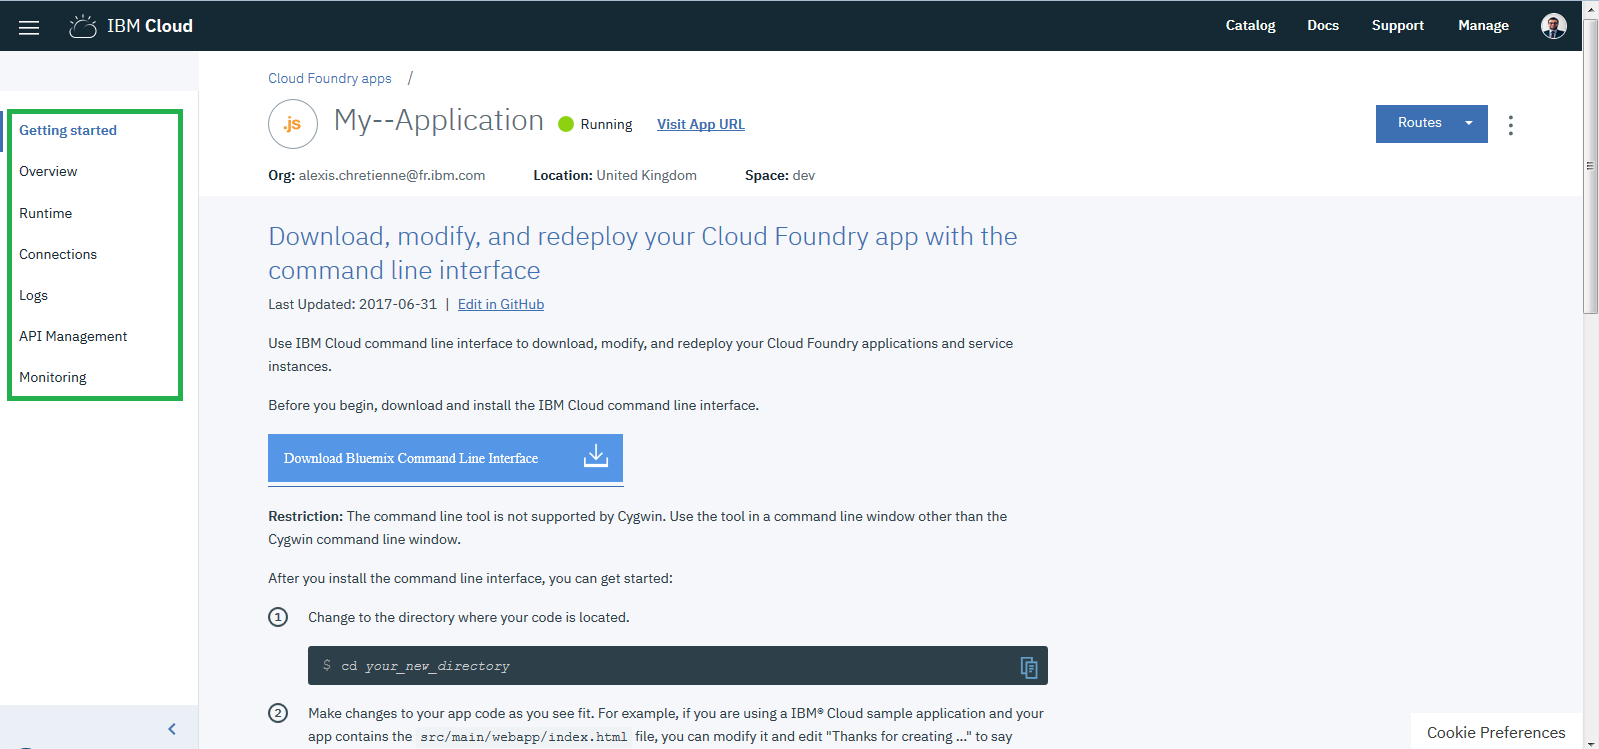 IBM Cloud
Catalog Docs Support Manage
Getting started
Overview
Runtime
Connections
Logs
API Management
Monitoring
Cloud Foundry apps /
.js My--Application Running Visit App URL
Routes
Org: alexis.chretienne@fr.ibm.com Location: United Kingdom Space: dev
Download, modify, and redeploy your Cloud Foundry app with the
command line interface
Last Updated: 2017-06-31 | Edit in GitHub
Use IBM Cloud command line interface to download, modify, and redeploy your Cloud Foundry applications and service
instances.
Before you begin, download and install the IBM Cloud command line interface.
Download Bluemix Command Line Interface
Restriction: The command line tool is not supported by Cygwin. Use the tool in a command line window other than the
Cygwin command line window.
After you install the command line interface, you can get started:
1 Change to the directory where your code is located.
$ cd your_new_directory
2 Make changes to your app code as you see fit. For example, if you are using a IBM® Cloud sample application and your
app contains the src/main/webapp/index.html file, you can modify it and edit "Thanks for creating ..." to say
Cookie Preferences